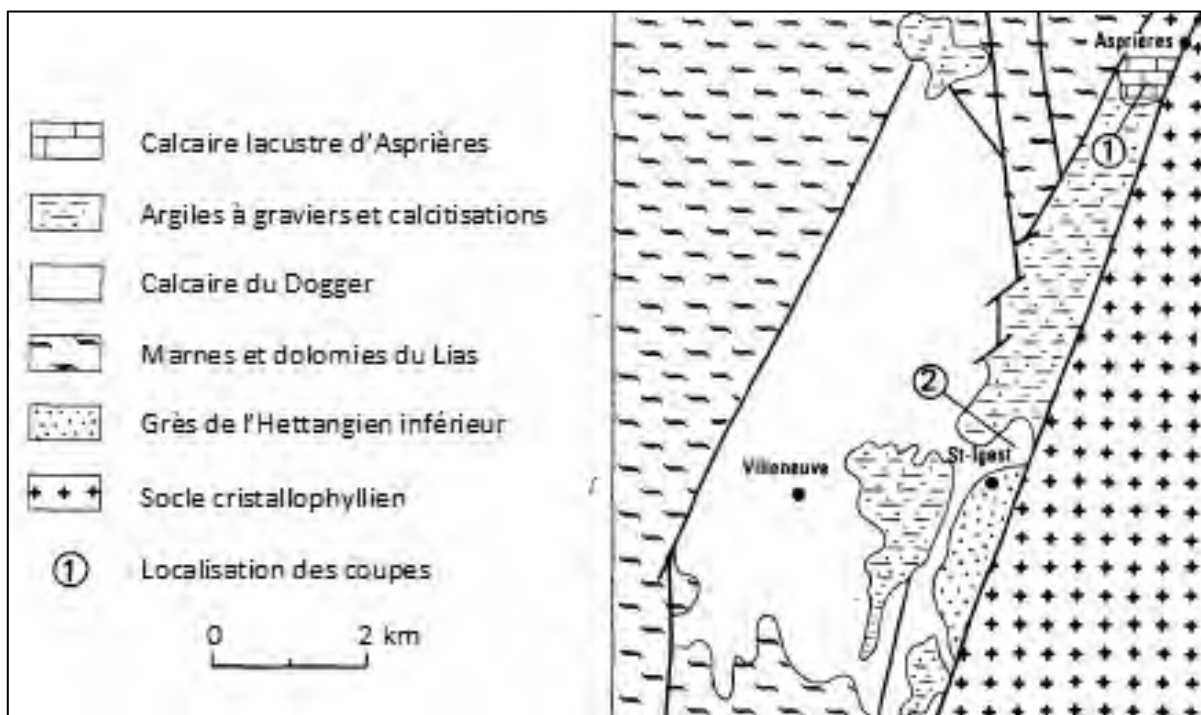 Calcaire lacustre d'Asprières
Argiles à graviers et calcitisations
Calcaire du Dogger
Marnes et dolomies du Lias
Grès de l'Hettangien inférieur
Socle cristallophyllien
1 Localisation des coupes
0 2 km
Asprières
1
2
Villeneuve
St-Igest